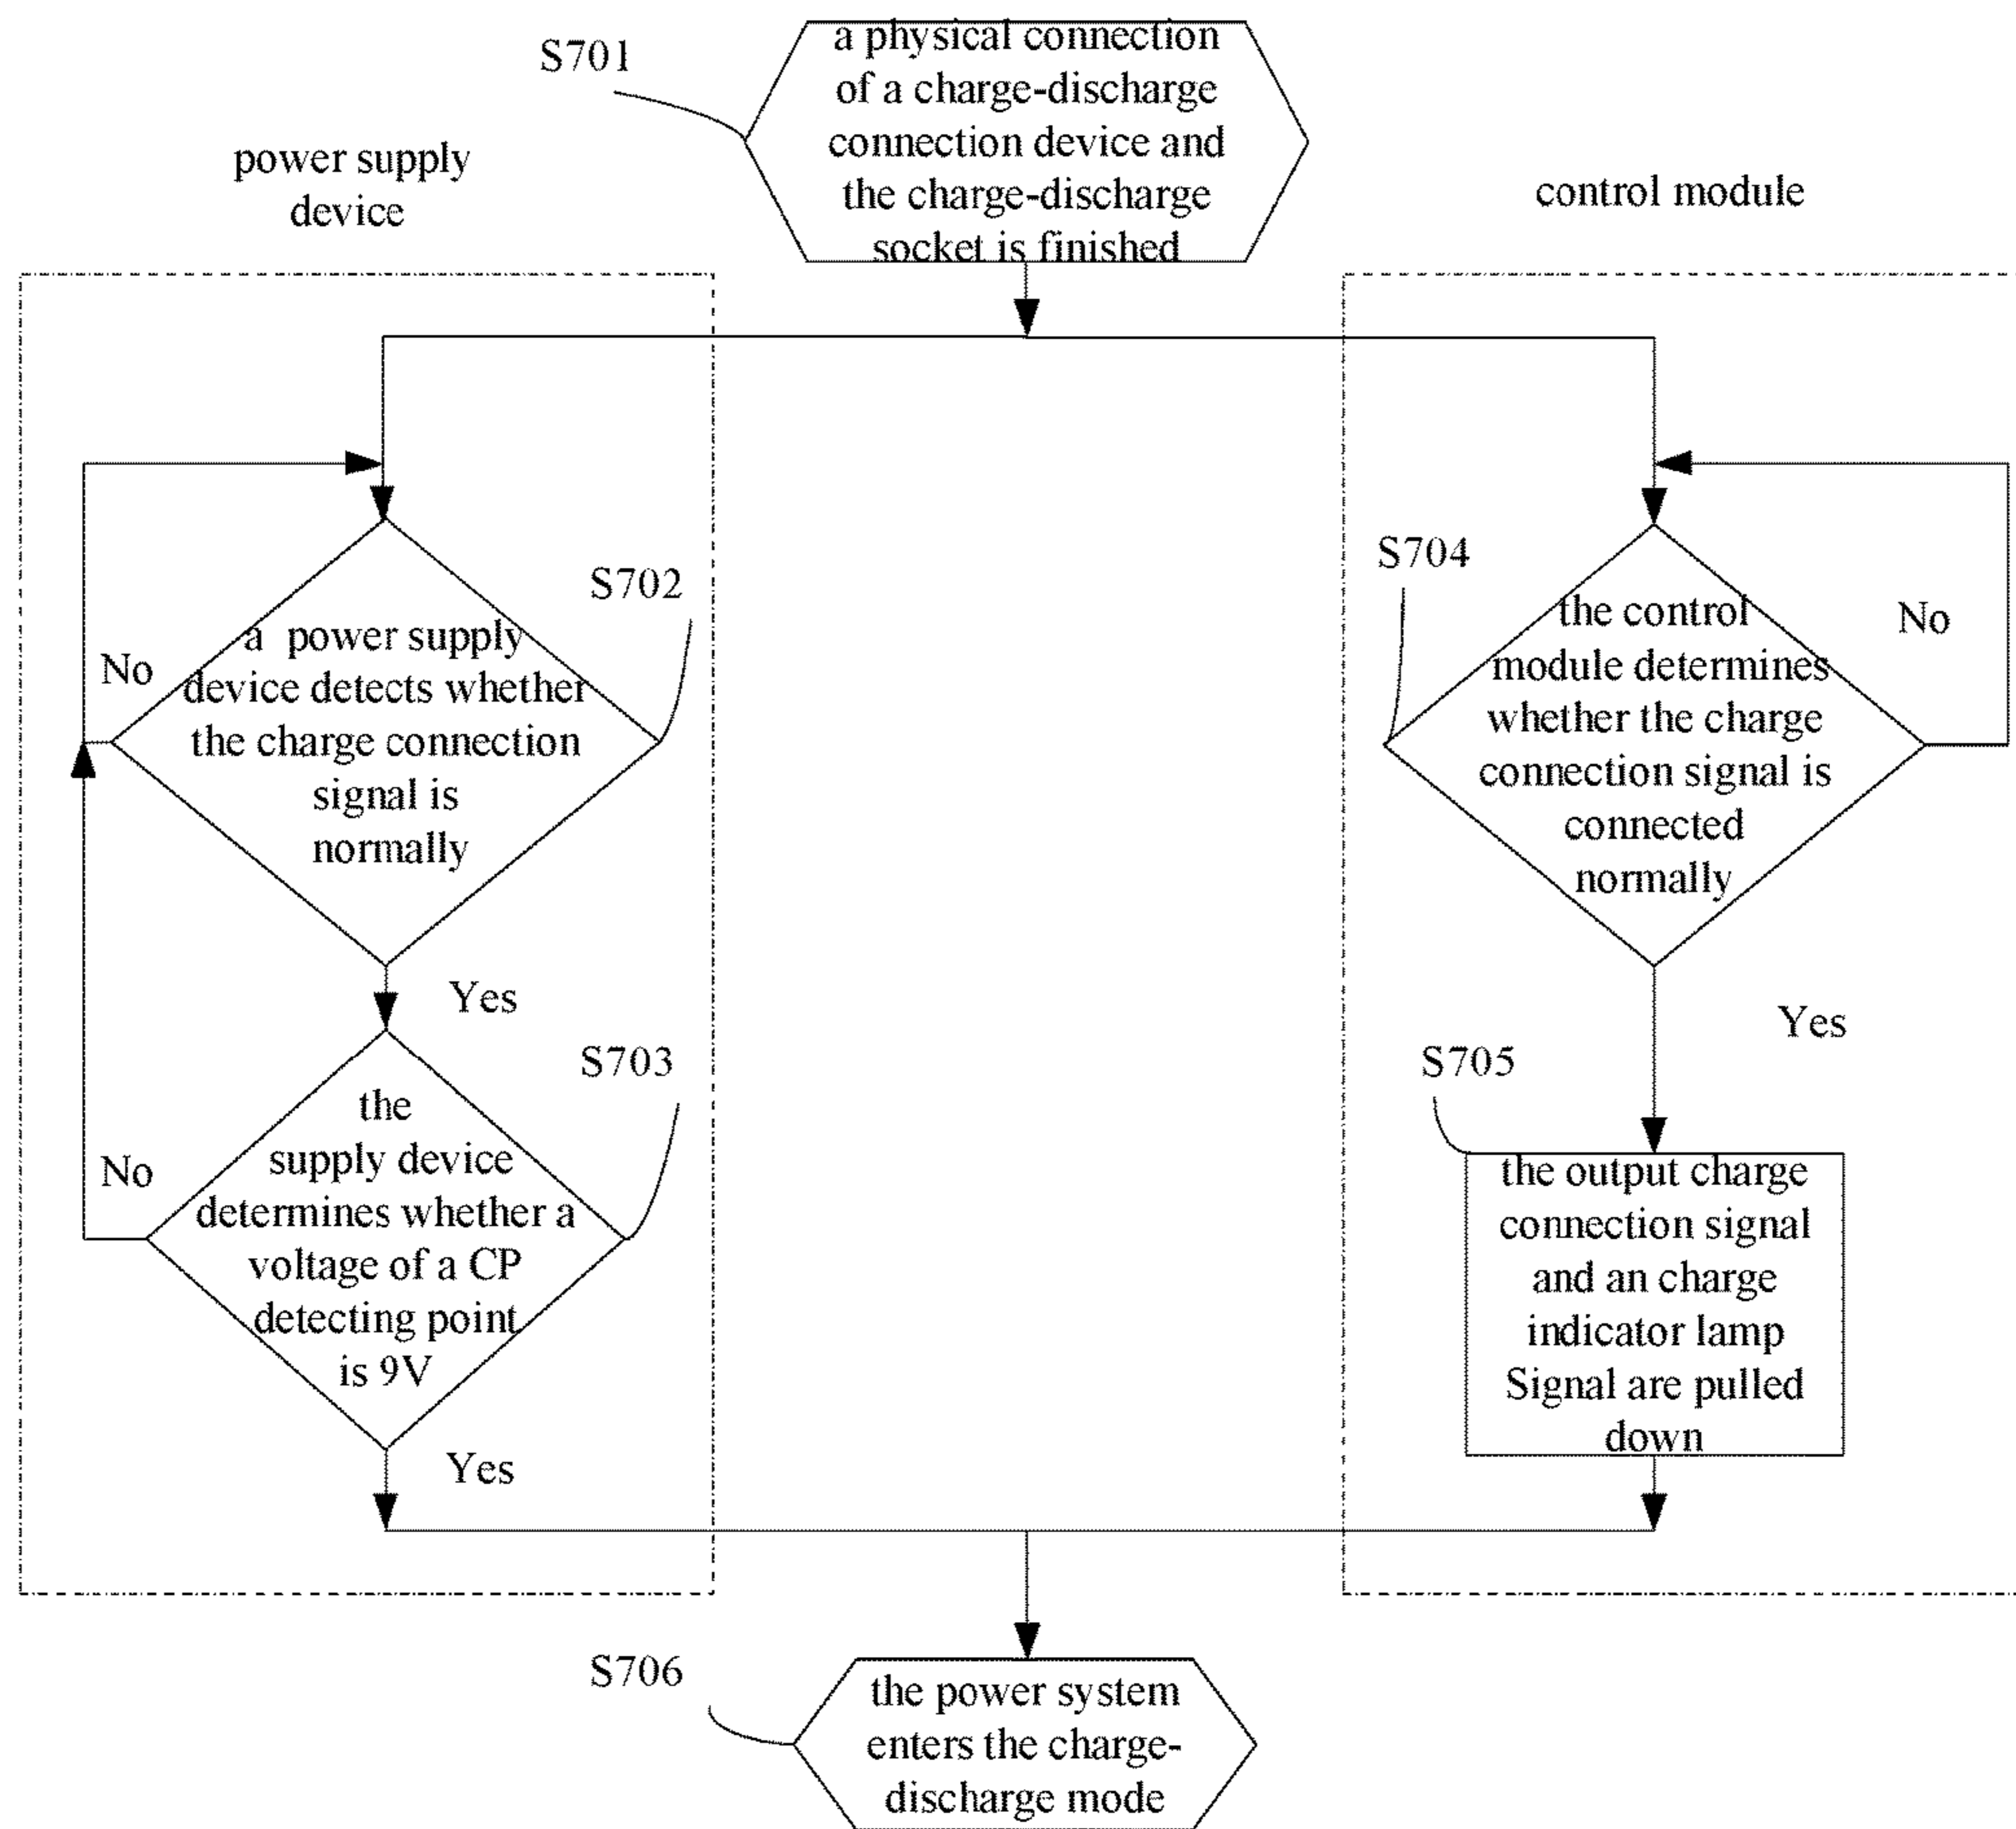 S701
a physical connection
of a charge-discharge
connection device and
the charge-discharge
socket is finished
power supply
device
control module
S702
No
a power supply
device detects whether
the charge connection
signal is
normally
Yes
S703
No
the
supply device
determines whether a
voltage of a CP
detecting point
is 9V
Yes
S704
No
the control
module determines
whether the charge
connection signal is
connected
normally
Yes
S705
the output charge
connection signal
and an charge
indicator lamp
Signal are pulled
down
S706
the power system
enters the charge-
discharge mode